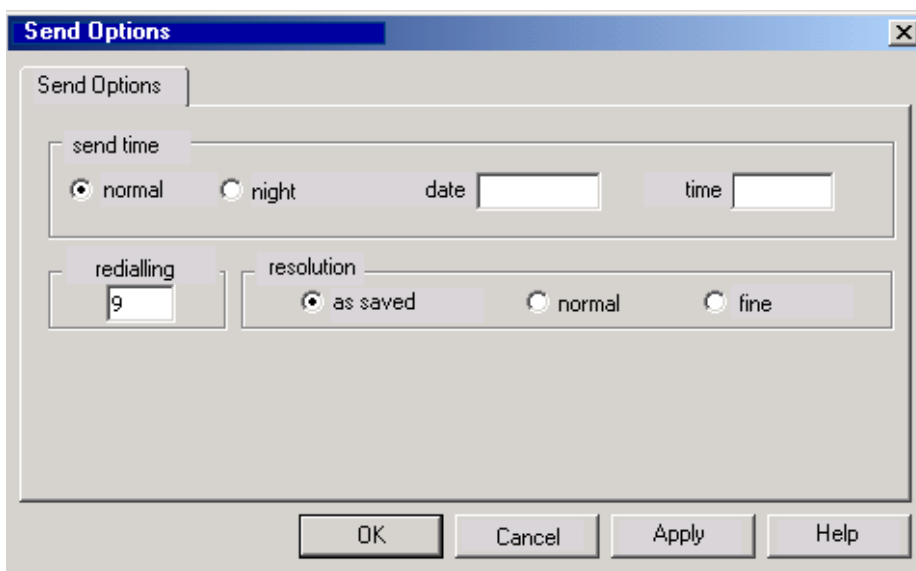 Send Options
Send Options
send time
normal night date time
redialling resolution
9 as saved normal fine
OK Cancel Apply Help